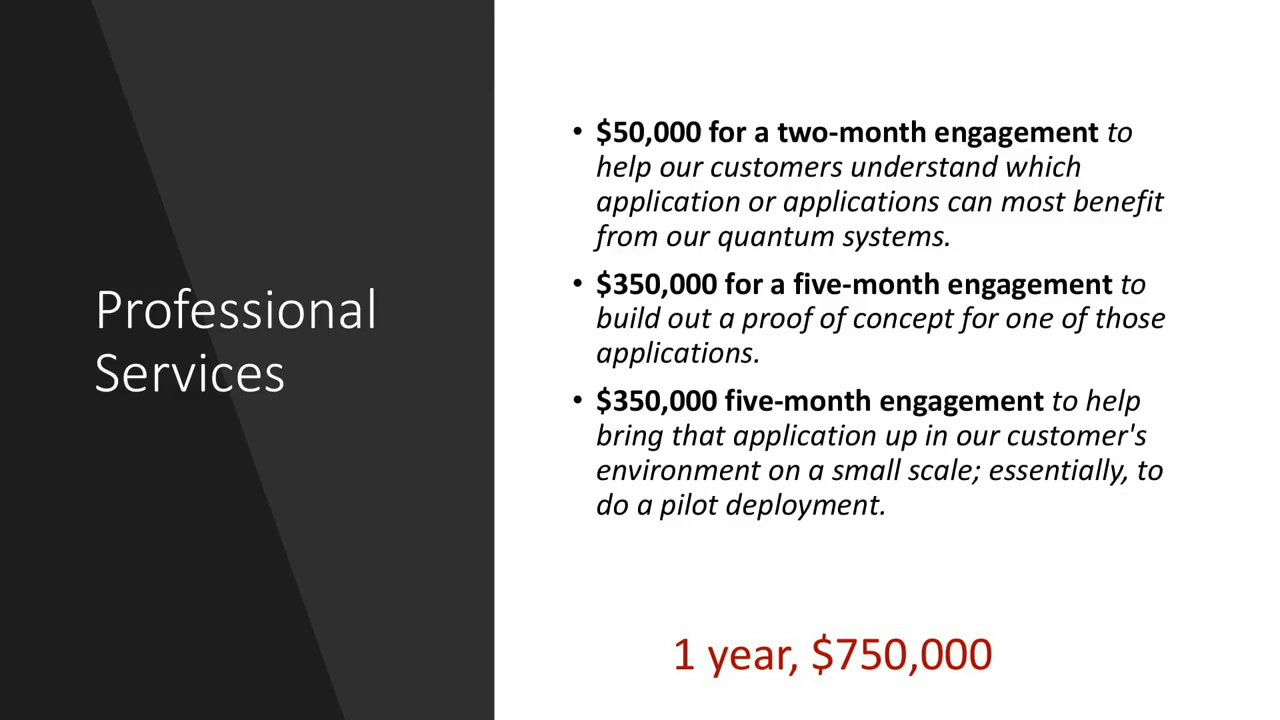 Professional
Services
• $50,000 for a two-month engagement to
help our customers understand which
application or applications can most benefit
from our quantum systems.
• $350,000 for a five-month engagement to
build out a proof of concept for one of those
applications.
• $350,000 five-month engagement to help
bring that application up in our customer's
environment on a small scale; essentially, to
do a pilot deployment.
1 year, $750,000